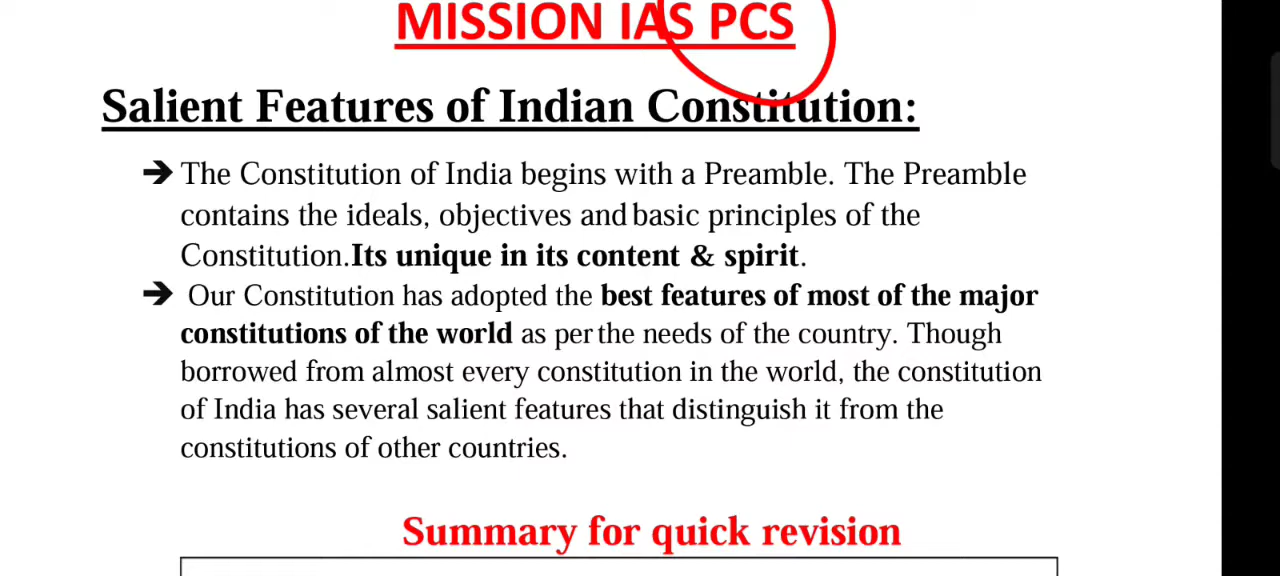 MISSION IAS PCS
Salient Features of Indian Constitution:
➔ The Constitution of India begins with a Preamble. The Preamble
contains the ideals, objectives and basic principles of the
Constitution.Its unique in its content & spirit.
➔ Our Constitution has adopted the best features of most of the major
constitutions of the world as per the needs of the country. Though
borrowed from almost every constitution in the world, the constitution
of India has several salient features that distinguish it from the
constitutions of other countries.
Summary for quick revision